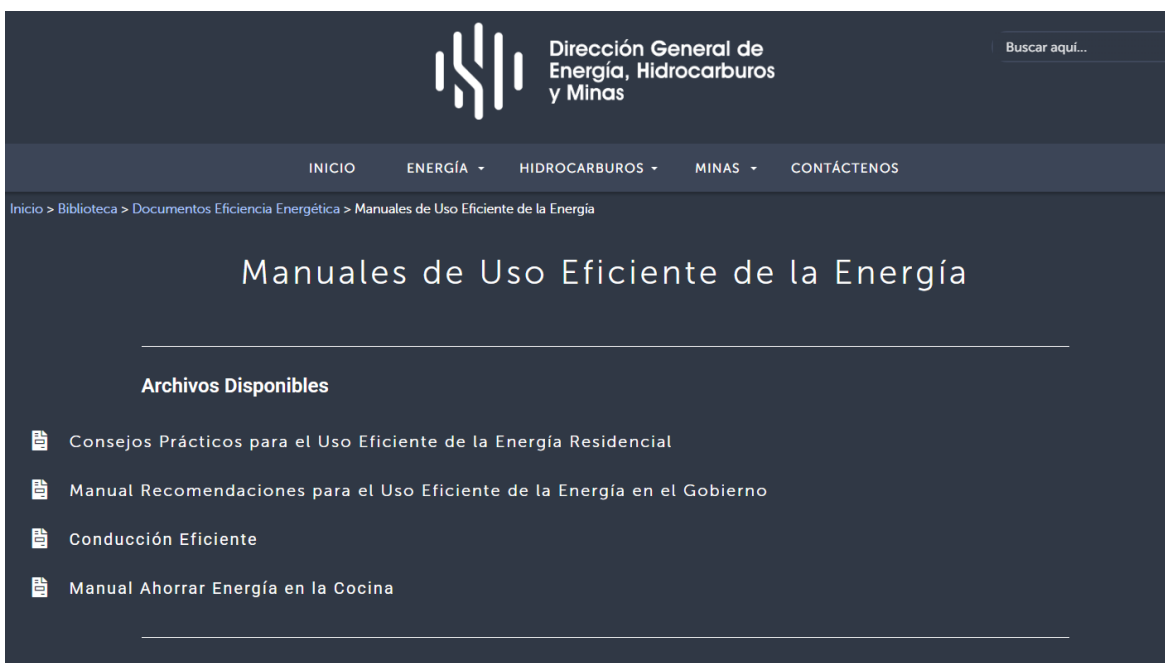 Dirección General de
Energía, Hidrocarburos
y Minas
Buscar aquí...
INICIO ENERGÍA HIDROCARBUROS MINAS CONTÁCTENOS
Inicio > Biblioteca > Documentos Eficiencia Energética > Manuales de Uso Eficiente de la Energía
Manuales de Uso Eficiente de la Energía
Archivos Disponibles
Consejos Prácticos para el Uso Eficiente de la Energía Residencial
Manual Recomendaciones para el Uso Eficiente de la Energía en el Gobierno
Conducción Eficiente
Manual Ahorrar Energía en la Cocina